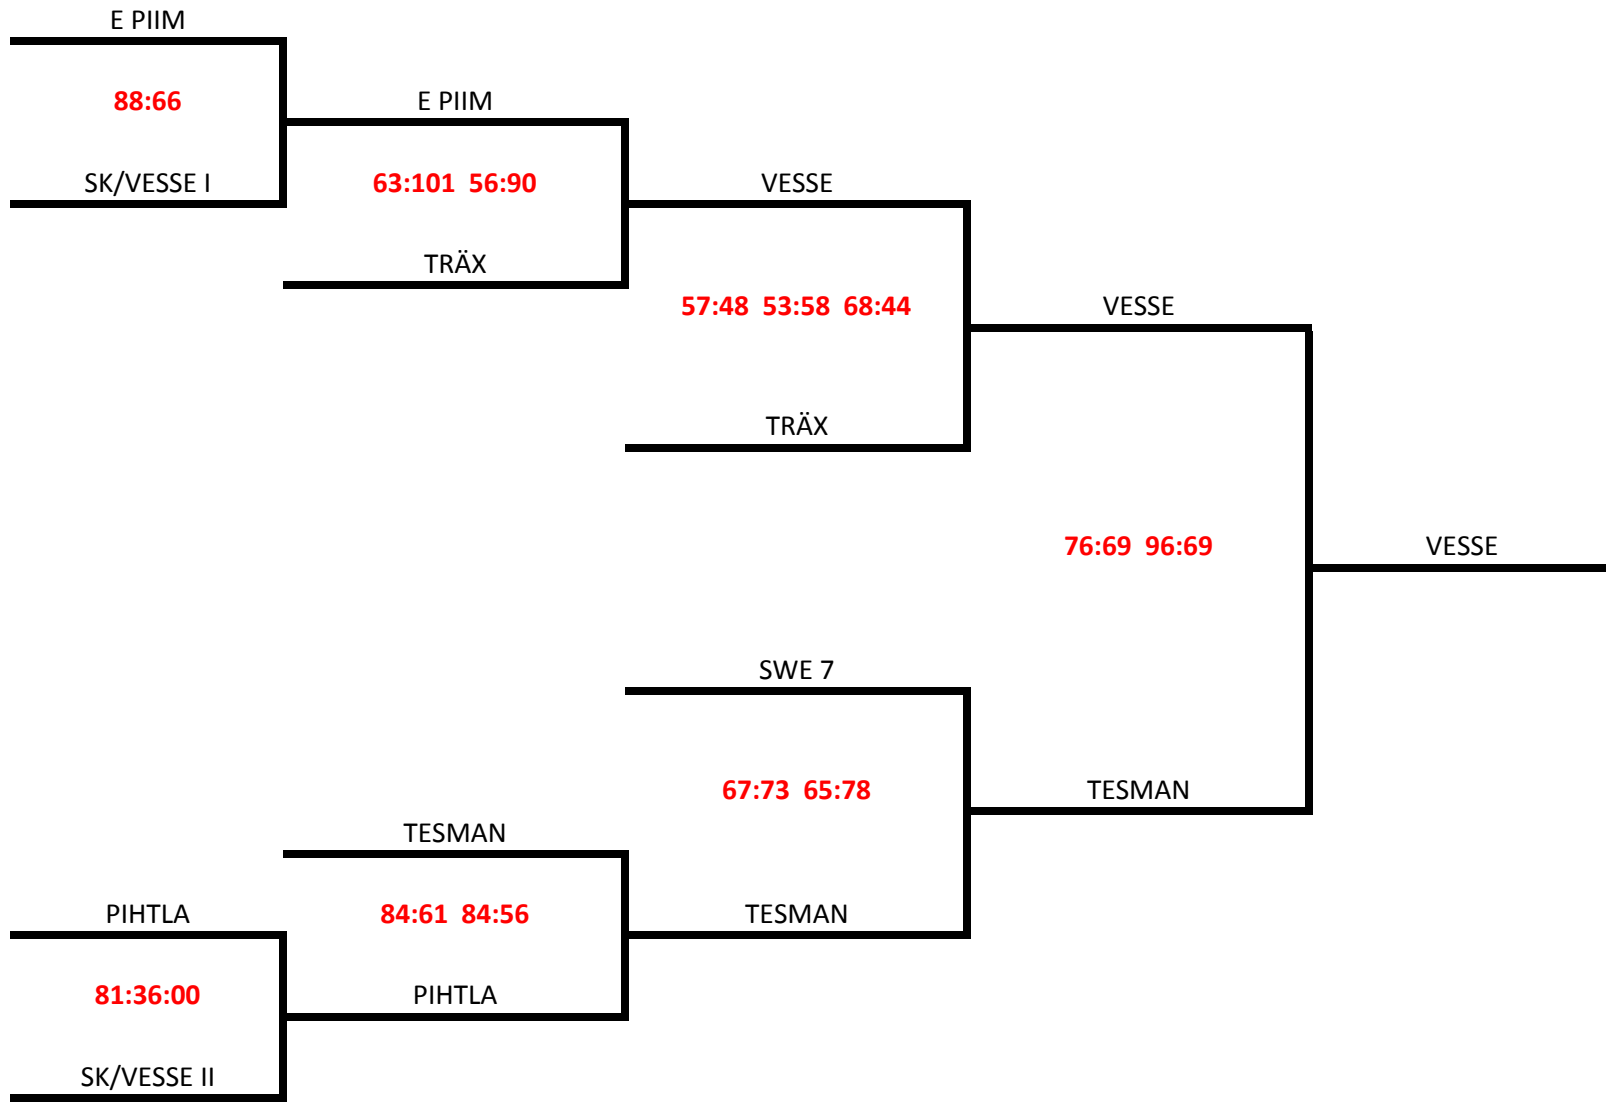 E PIIM
88:66
E PIIM
SK/VESSE I
63:101 56:90
VESSE
TRÄX
57:48 53:58 68:44
VESSE
TRÄX
76:69 96:69
VESSE
SWE 7
67:73 65:78
TESMAN
TESMAN
PIHTLA
84:61 84:56
TESMAN
81:36:00
PIHTLA
SK/VESSE II